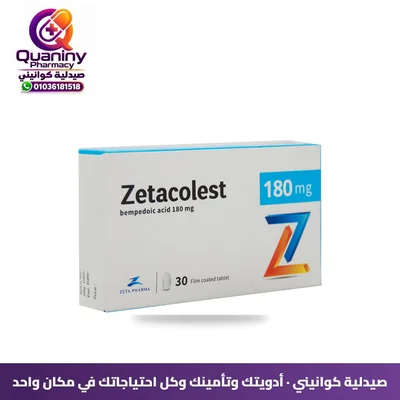 Quaniny
Pharmacy
صيدلية كوانيني
01036181518
Zetacolest
bempedoic acid 180 mg
180 mg
ZETA PHARMA
30 Film coated tablet
صيدلية كوانيني · أدويتك وتأمينك وكل احتياجاتك في مكان واحد